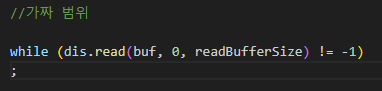 //가짜 범위
while (dis.read(buf, 0, readBufferSize) != -1)
;